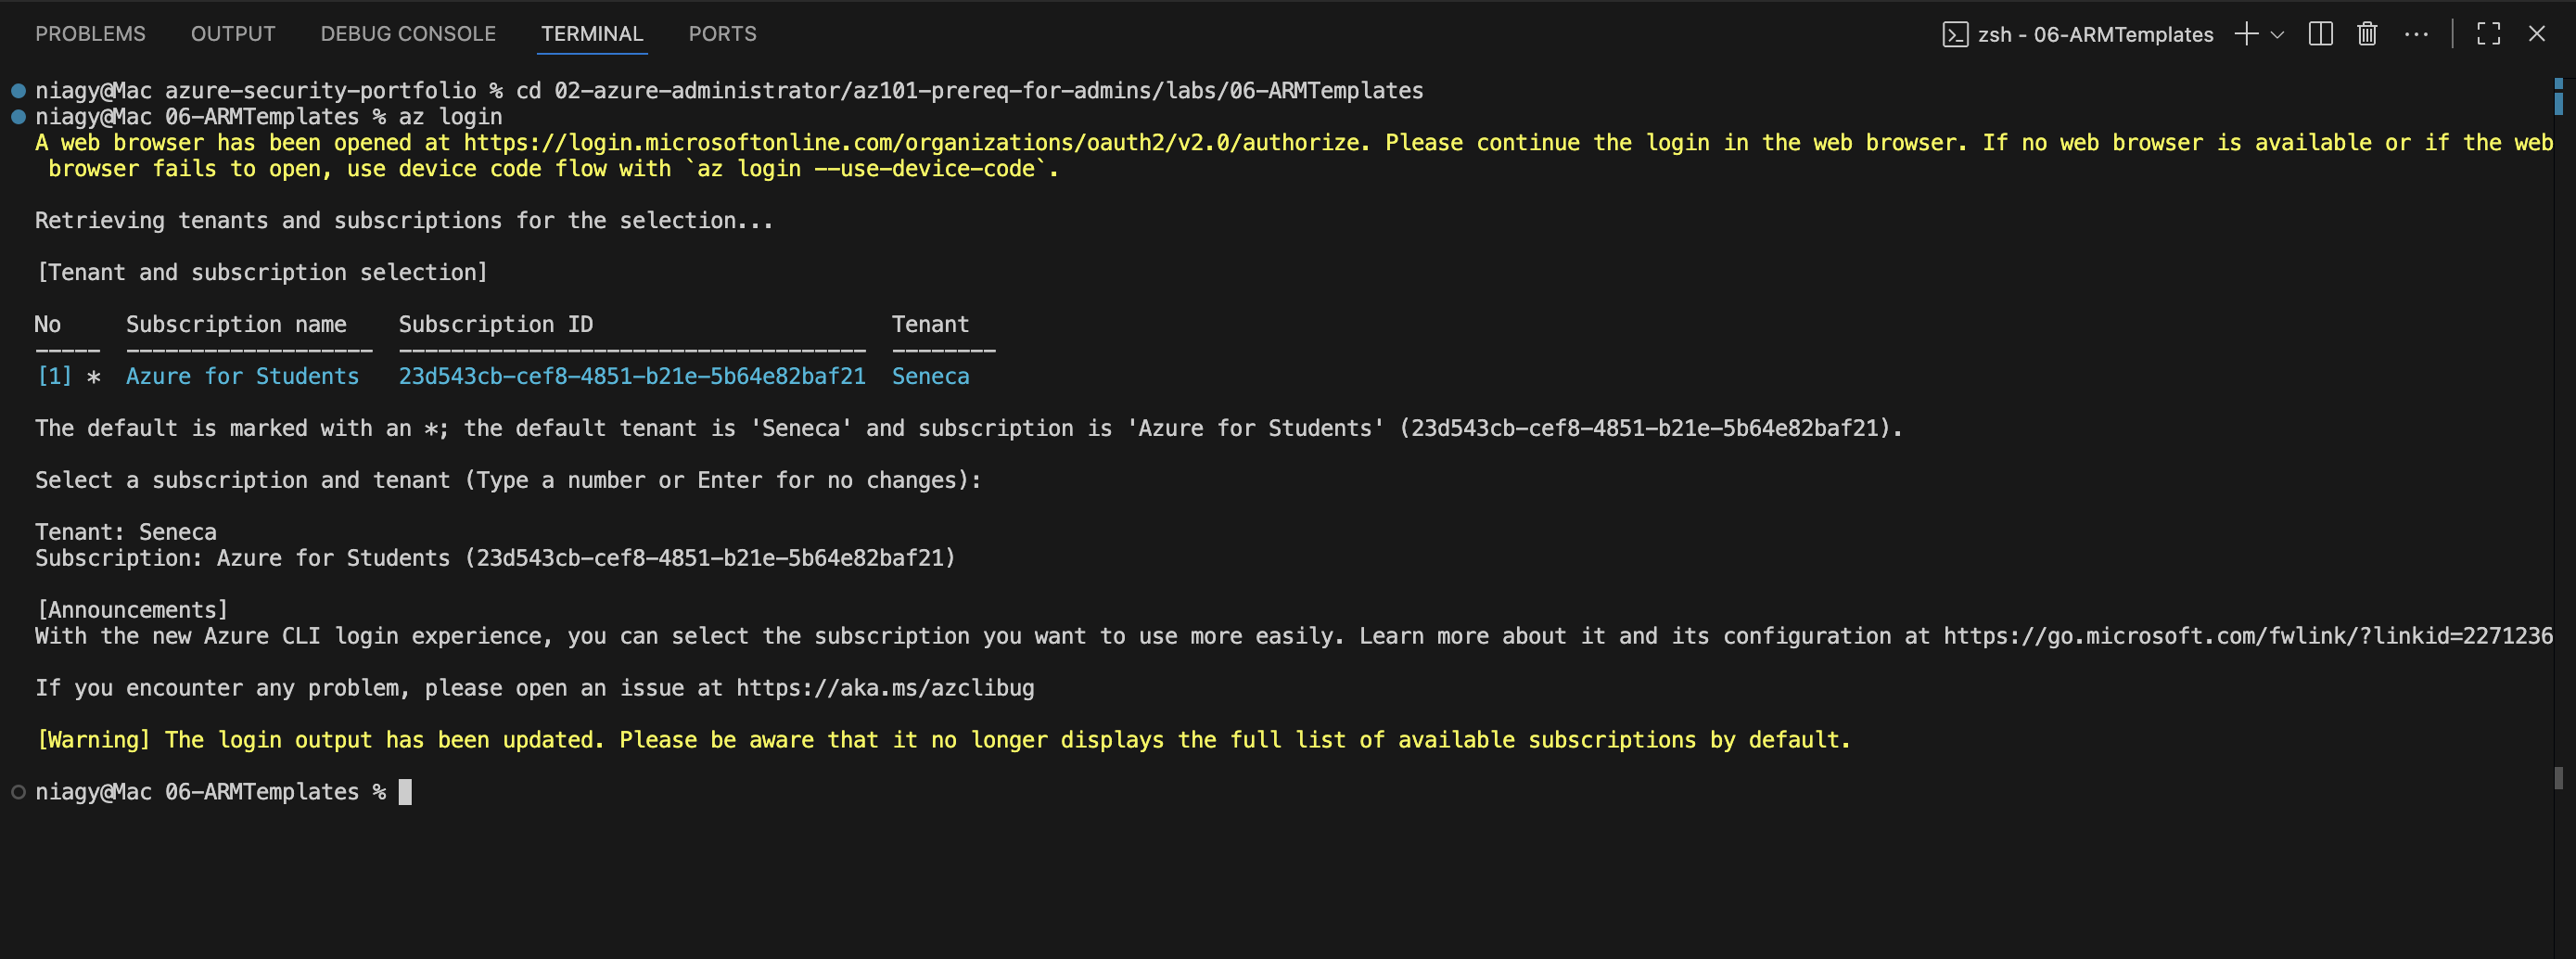 PROBLEMS OUTPUT DEBUG CONSOLE TERMINAL PORTS zsh - 06-ARMTemplates
niagy@Mac azure-security-portfolio % cd 02-azure-administrator/az101-prereq-for-admins/labs/06-ARMTemplates
niagy@Mac 06-ARMTemplates % az login
A web browser has been opened at https://login.microsoftonline.com/organizations/oauth2/v2.0/authorize. Please continue the login in the web browser. If no web browser is available or if the web
browser fails to open, use device code flow with `az login --use-device-code`.
Retrieving tenants and subscriptions for the selection...
[Tenant and subscription selection]
No Subscription name Subscription ID Tenant
----- ------------------- ------------------------------------ --------
[1] * Azure for Students 23d543cb-cef8-4851-b21e-5b64e82baf21 Seneca
The default is marked with an *; the default tenant is 'Seneca' and subscription is 'Azure for Students' (23d543cb-cef8-4851-b21e-5b64e82baf21).
Select a subscription and tenant (Type a number or Enter for no changes):
Tenant: Seneca
Subscription: Azure for Students (23d543cb-cef8-4851-b21e-5b64e82baf21)
[Announcements]
With the new Azure CLI login experience, you can select the subscription you want to use more easily. Learn more about it and its configuration at https://go.microsoft.com/fwlink/?linkid=2271236
If you encounter any problem, please open an issue at https://aka.ms/azclibug
[Warning] The login output has been updated. Please be aware that it no longer displays the full list of available subscriptions by default.
niagy@Mac 06-ARMTemplates %